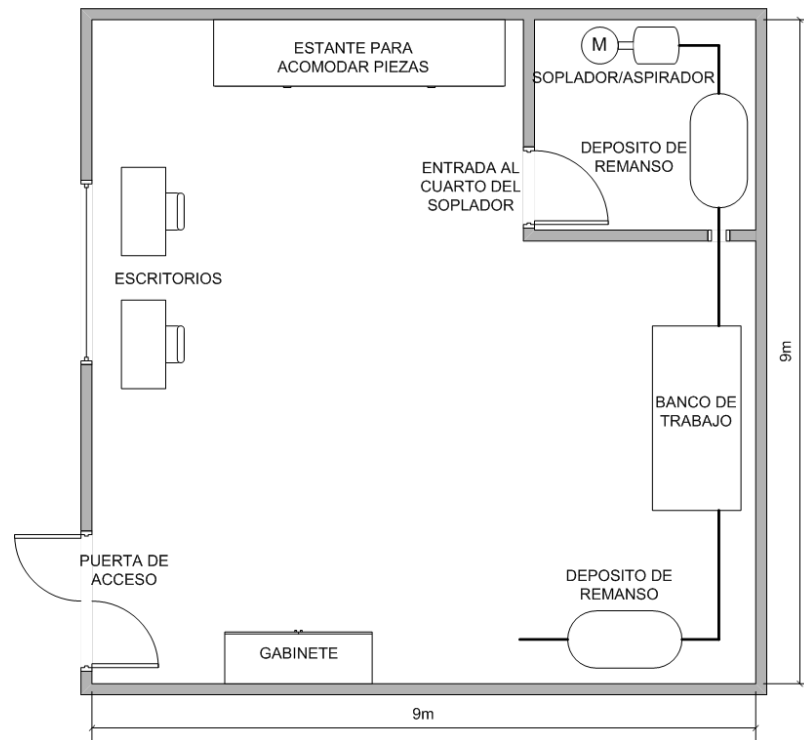 ESTANTE PARA
ACOMODAR PIEZAS
M
SOPLADOR/ASPIRADOR
DEPOSITO DE
REMANSO
ENTRADA AL
CUARTO DEL
SOPLADOR
ESCRITORIOS
9m
BANCO DE
TRABAJO
PUERTA DE
ACCESO
DEPOSITO DE
REMANSO
GABINETE
9m